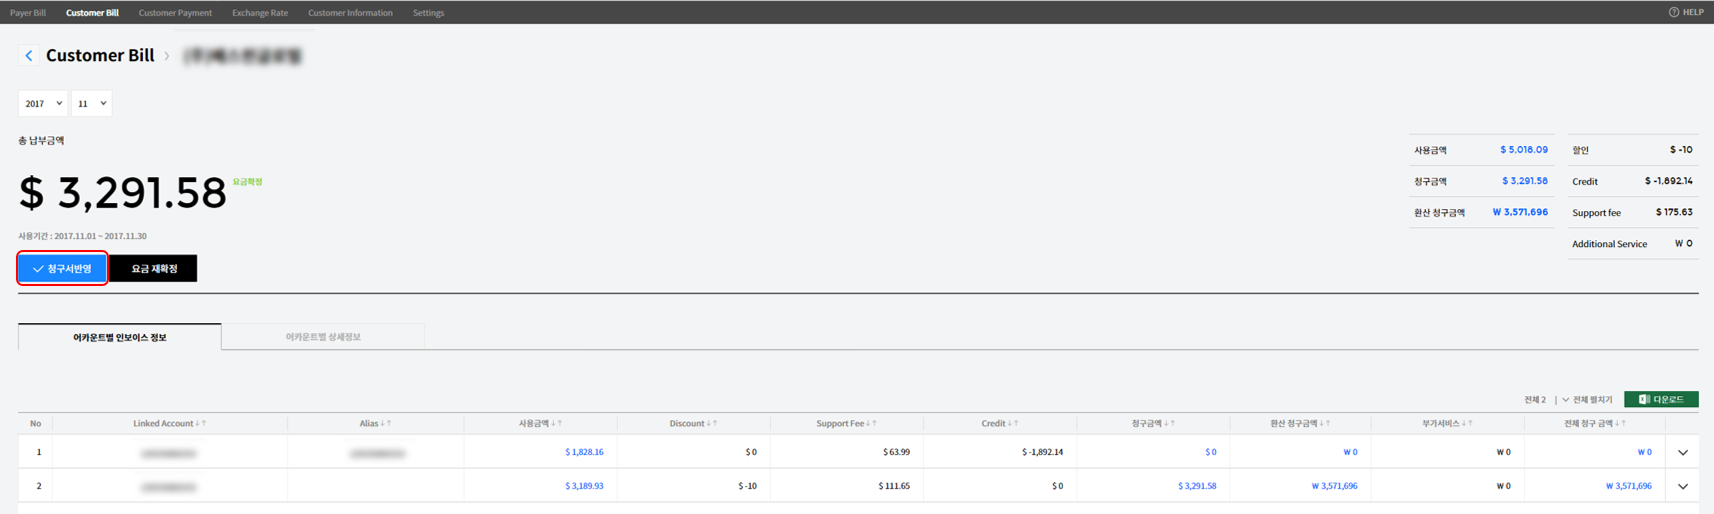 Payer Bill Customer Bill Customer Payment Exchange Rate Customer Information Settings ? HELP
Customer Bill >
2017 11
총 납부금액
$ 3,291.58 요금확정
사용기간 : 2017.11.01 ~ 2017.11.30
청구서반영 요금 재확정
사용금액 $ 5,018.09 할인 $ -10
청구금액 $ 3,291.58 Credit $ -1,892.14
환산 청구금액 ₩ 3,571,696 Support fee $ 175.63
Additional Service ₩ 0
어카운트별 인보이스 정보 어카운트별 상세정보
전체 2 | 전체 펼치기 다운로드
No Linked Account↓↑ Alias↓↑ 사용금액↓↑ Discount↓↑ Support Fee↓↑ Credit↓↑ 청구금액↓↑ 환산 청구금액↓↑ 부가서비스↓↑ 전체 청구 금액↓↑
1 $ 1,828.16 $ 0 $ 63.99 $ -1,892.14 $ 0 ₩ 0 ₩ 0 ₩ 0
2 $ 3,189.93 $ -10 $ 111.65 $ 0 $ 3,291.58 ₩ 3,571,696 ₩ 0 ₩ 3,571,696